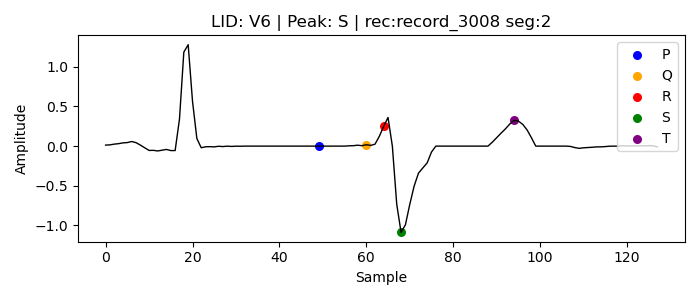 LID: V6 | Peak: S | rec:record_3008 seg:2
Amplitude
1.0
0.5
0.0
−0.5
−1.0
P
Q
R
S
T
0 20 40 60 80 100 120
Sample